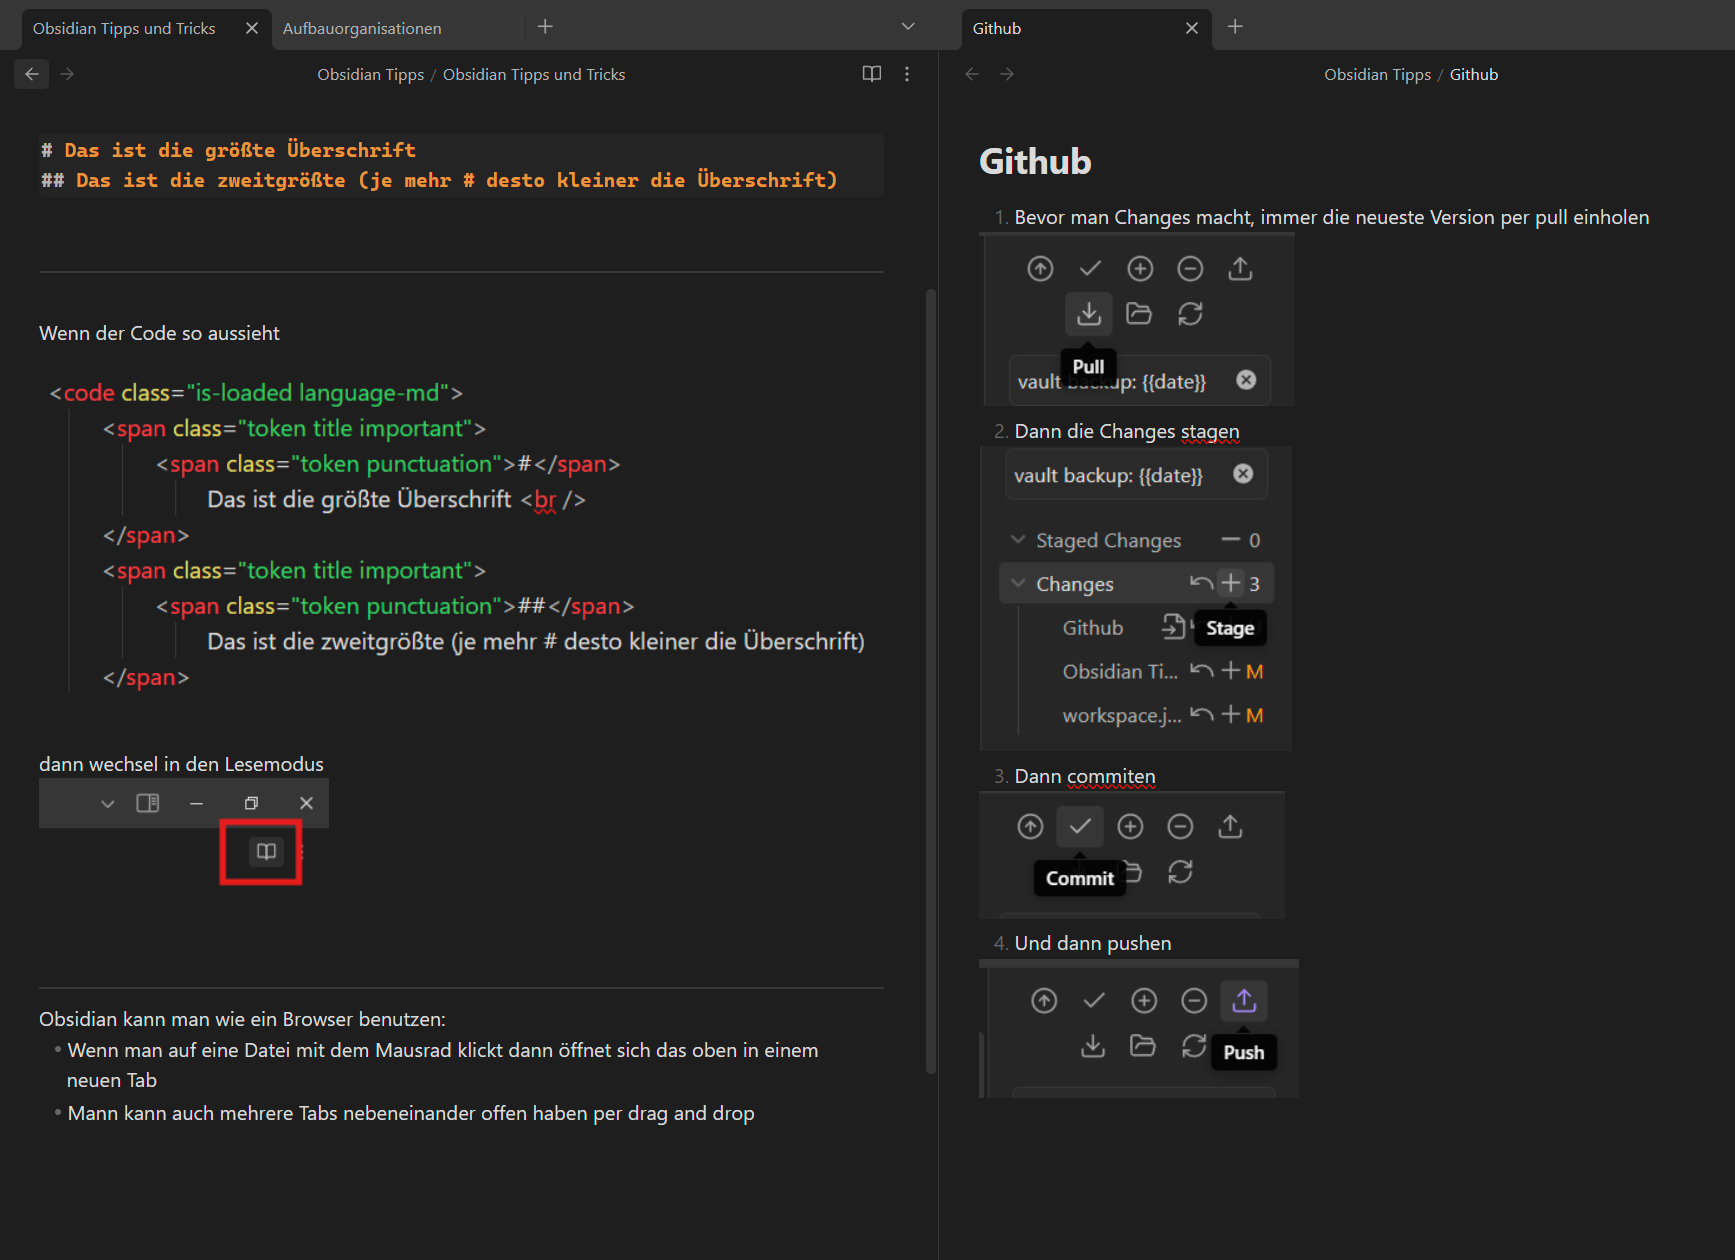 Obsidian Tipps und Tricks
Aufbauorganisationen
Obsidian Tipps / Obsidian Tipps und Tricks
# Das ist die größte Überschrift
## Das ist die zweitgrößte (je mehr # desto kleiner die Überschrift)
Wenn der Code so aussieht
<code class="is-loaded language-md">
<span class="token title important">
<span class="token punctuation">#</span>
Das ist die größte Überschrift <br />
</span>
<span class="token title important">
<span class="token punctuation">##</span>
Das ist die zweitgrößte (je mehr # desto kleiner die Überschrift)
</span>
dann wechsel in den Lesemodus
Obsidian kann man wie ein Browser benutzen:
• Wenn man auf eine Datei mit dem Mausrad klickt dann öffnet sich das oben in einem
neuen Tab
• Mann kann auch mehrere Tabs nebeneinander offen haben per drag and drop
Github
Obsidian Tipps / Github
Github
1. Bevor man Changes macht, immer die neueste Version per pull einholen
Pull
vault backup: {{date}}
2. Dann die Changes stagen
vault backup: {{date}}
Staged Changes 0
Changes 3
Github Stage
Obsidian Ti... M
workspace.j... M
3. Dann commiten
Commit
4. Und dann pushen
Push